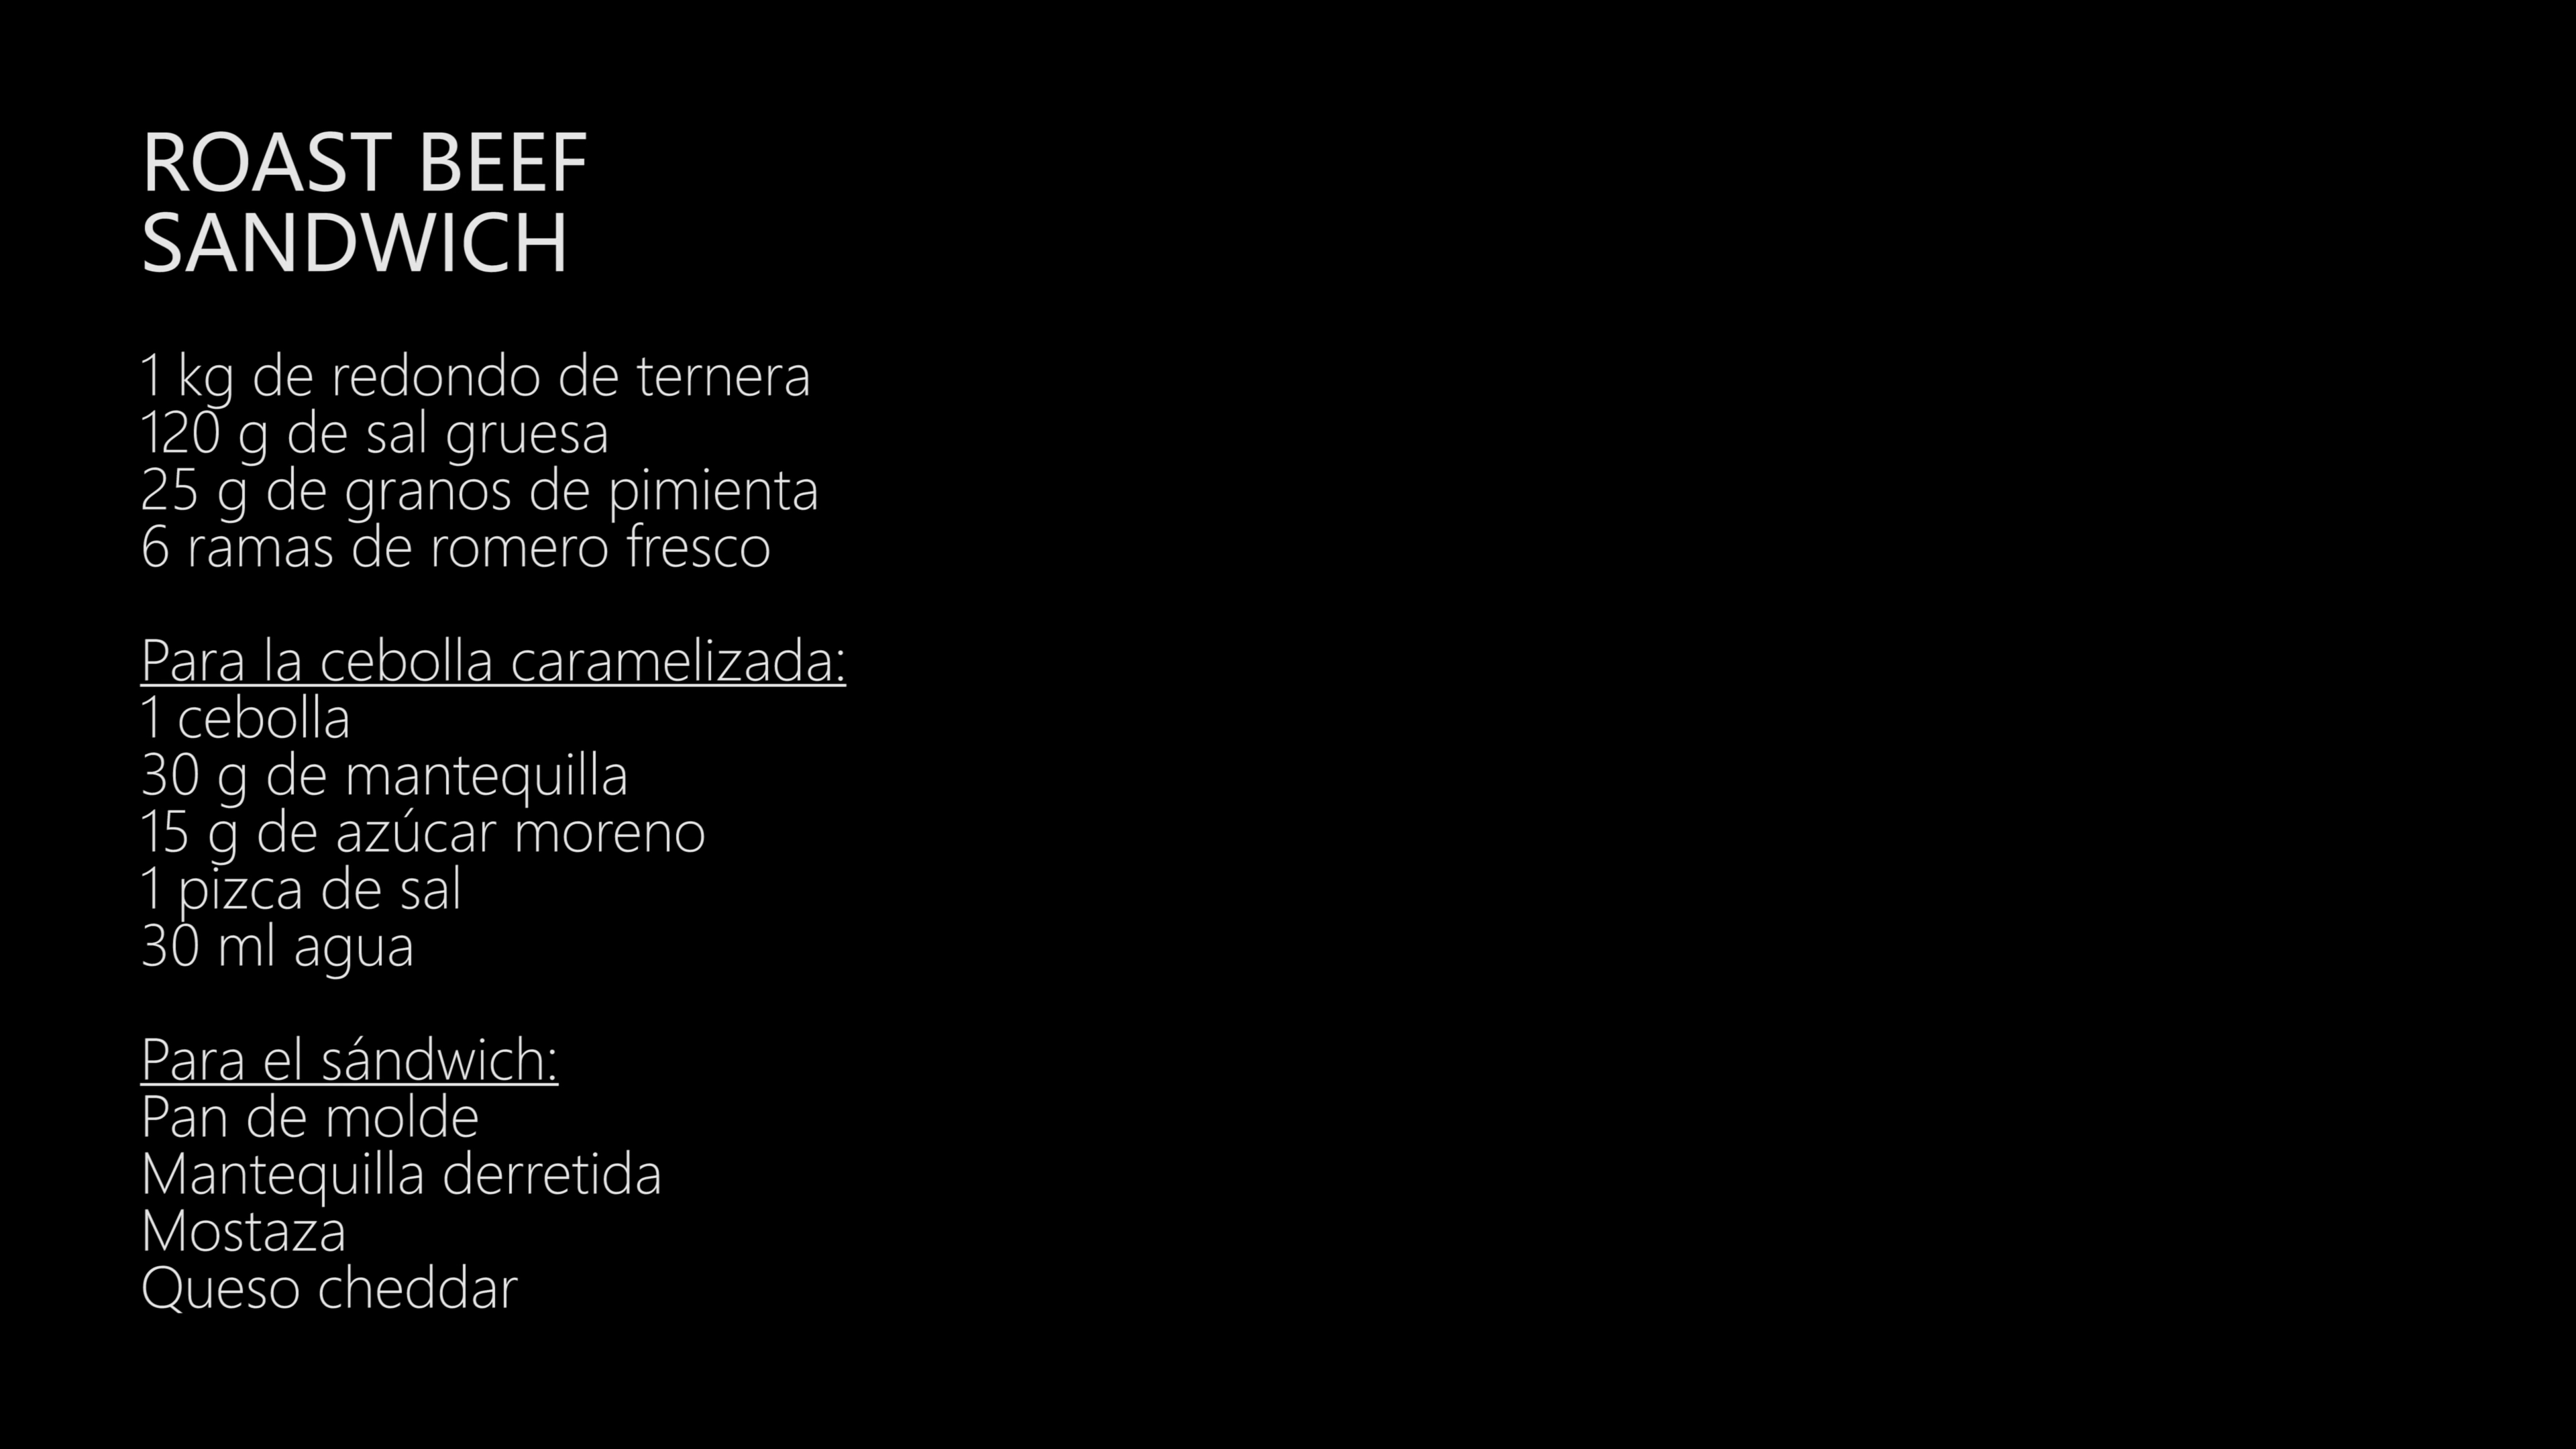 ROAST BEEF
SANDWICH
1 kg de redondo de ternera
120 g de sal gruesa
25 g de granos de pimienta
6 ramas de romero fresco
Para la cebolla caramelizada:
1 cebolla
30 g de mantequilla
15 g de azúcar moreno
1 pizca de sal
30 ml agua
Para el sándwich:
Pan de molde
Mantequilla derretida
Mostaza
Queso cheddar